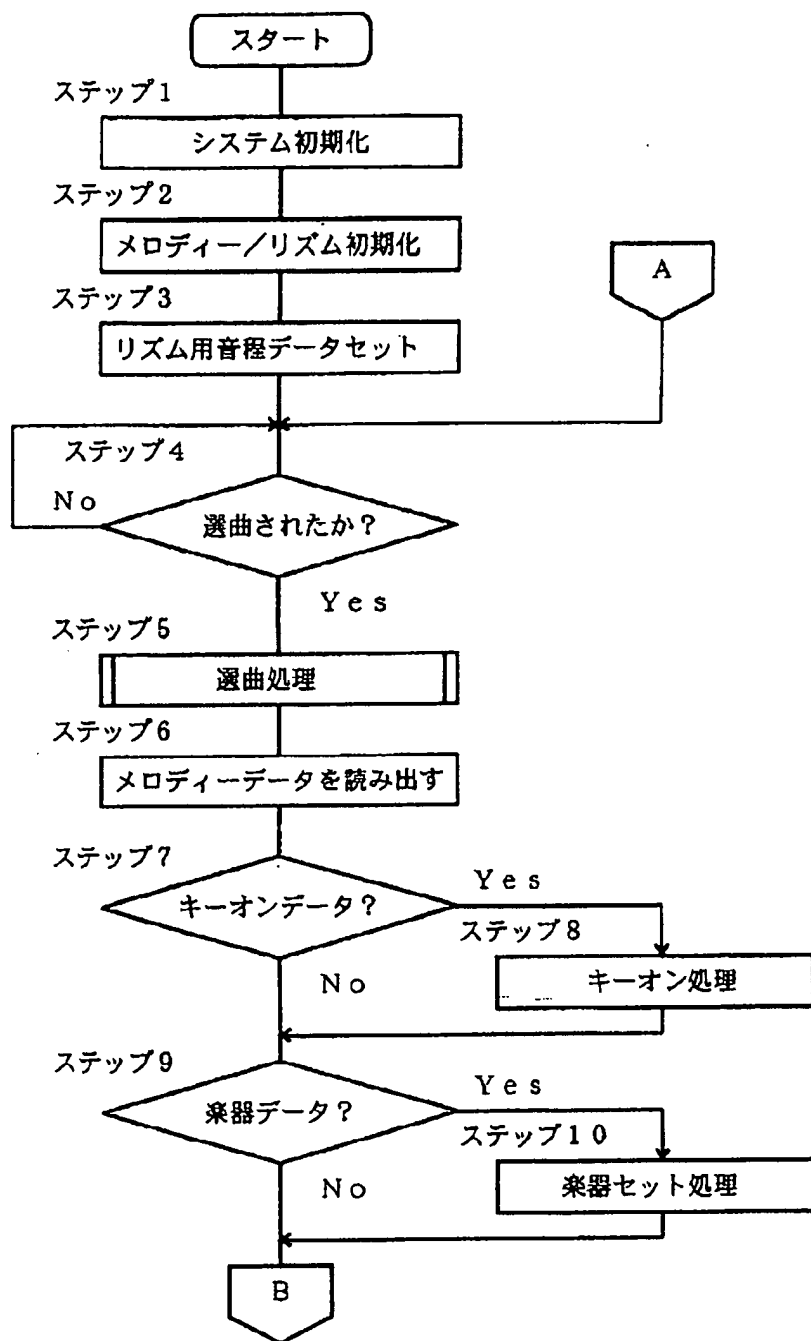 スタート
ステップ1
システム初期化
ステップ2
メロディー/リズム初期化
A
ステップ3
リズム用音程データセット
ステップ4
No
選曲されたか?
Yes
ステップ5
選曲処理
ステップ6
メロディーデータを読み出す
ステップ7
キーオンデータ?
Yes
ステップ8
キーオン処理
No
ステップ9
楽器データ?
Yes
ステップ10
楽器セット処理
No
B